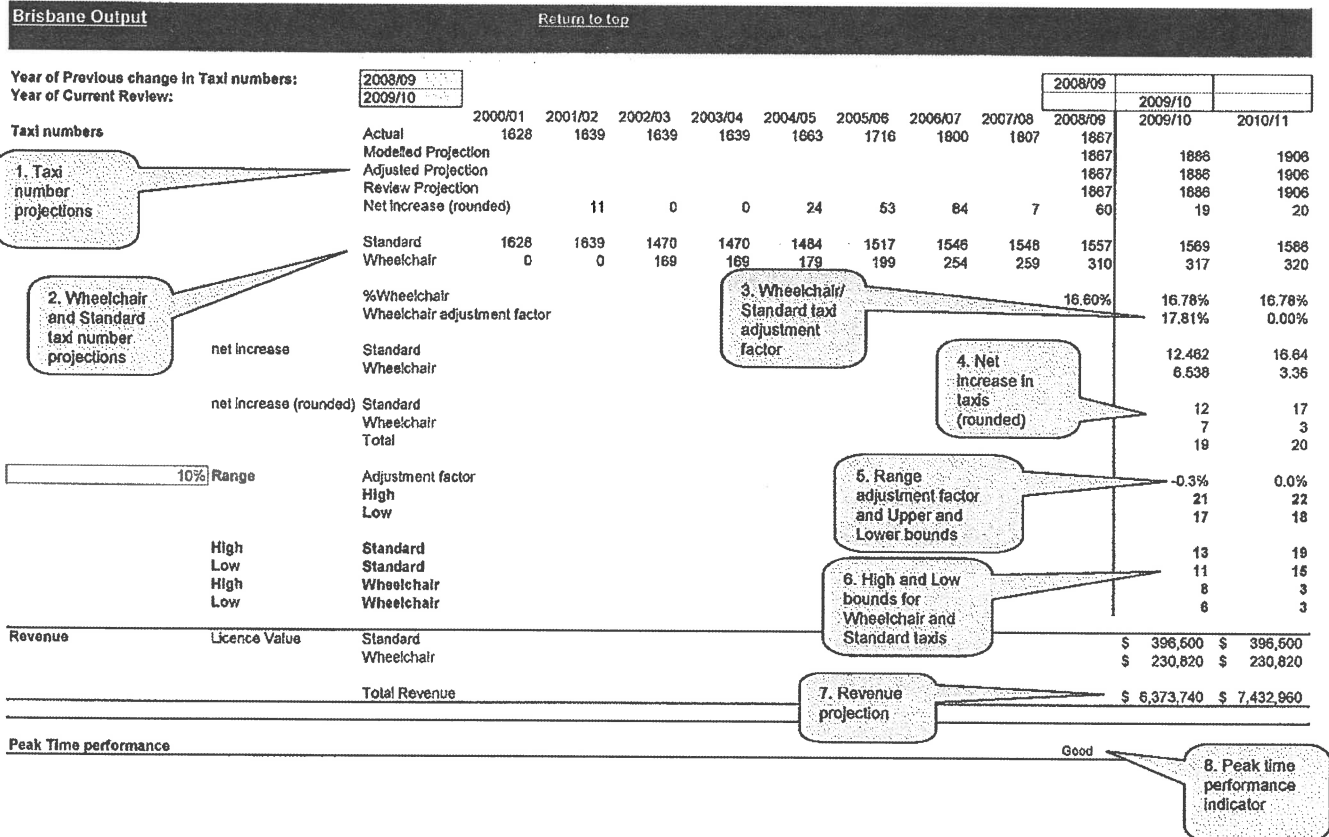 Brisbane Output Return to top
Year of Previous change in Taxi numbers: 2008/09 2008/09
Year of Current Review: 2009/10 2009/10
2000/01 2001/02 2002/03 2003/04 2004/05 2005/06 2006/07 2007/08 2008/09 2009/10 2010/11
Taxi numbers Actual 1628 1639 1639 1639 1663 1716 1800 1807 1867
Modelled Projection 1867 1886 1906
Adjusted Projection 1867 1886 1906
Review Projection 1867 1886 1906
Net Increase (rounded) 11 0 0 24 53 84 7 60 19 20
1. Taxi
number
projections
Standard 1628 1639 1470 1470 1484 1517 1546 1548 1557 1569 1586
Wheelchair 0 0 169 169 179 199 254 259 310 317 320
2. Wheelchair
and Standard
taxi number
projections
%Wheelchair 16.60% 16.78% 16.78%
Wheelchair adjustment factor 17.81% 0.00%
3. Wheelchair/
Standard taxi
adjustment
factor
net increase Standard 12.462 16.64
Wheelchair 6.538 3.36
4. Net
Increase in
taxis
(rounded)
net increase (rounded) Standard 12 17
Wheelchair 7 3
Total 19 20
10% Range Adjustment factor -0.3% 0.0%
High 21 22
Low 17 18
5. Range
adjustment factor
and Upper and
Lower bounds
High Standard 13 19
Low Standard 11 15
High Wheelchair 8 3
Low Wheelchair 6 3
6. High and Low
bounds for
Wheelchair and
Standard taxis
Revenue Licence Value Standard $ 396,500 $ 396,500
Wheelchair $ 230,820 $ 230,820
Total Revenue $ 6,373,740 $ 7,432,960
7. Revenue
projection
Peak Time performance Good
8. Peak time
performance
indicator